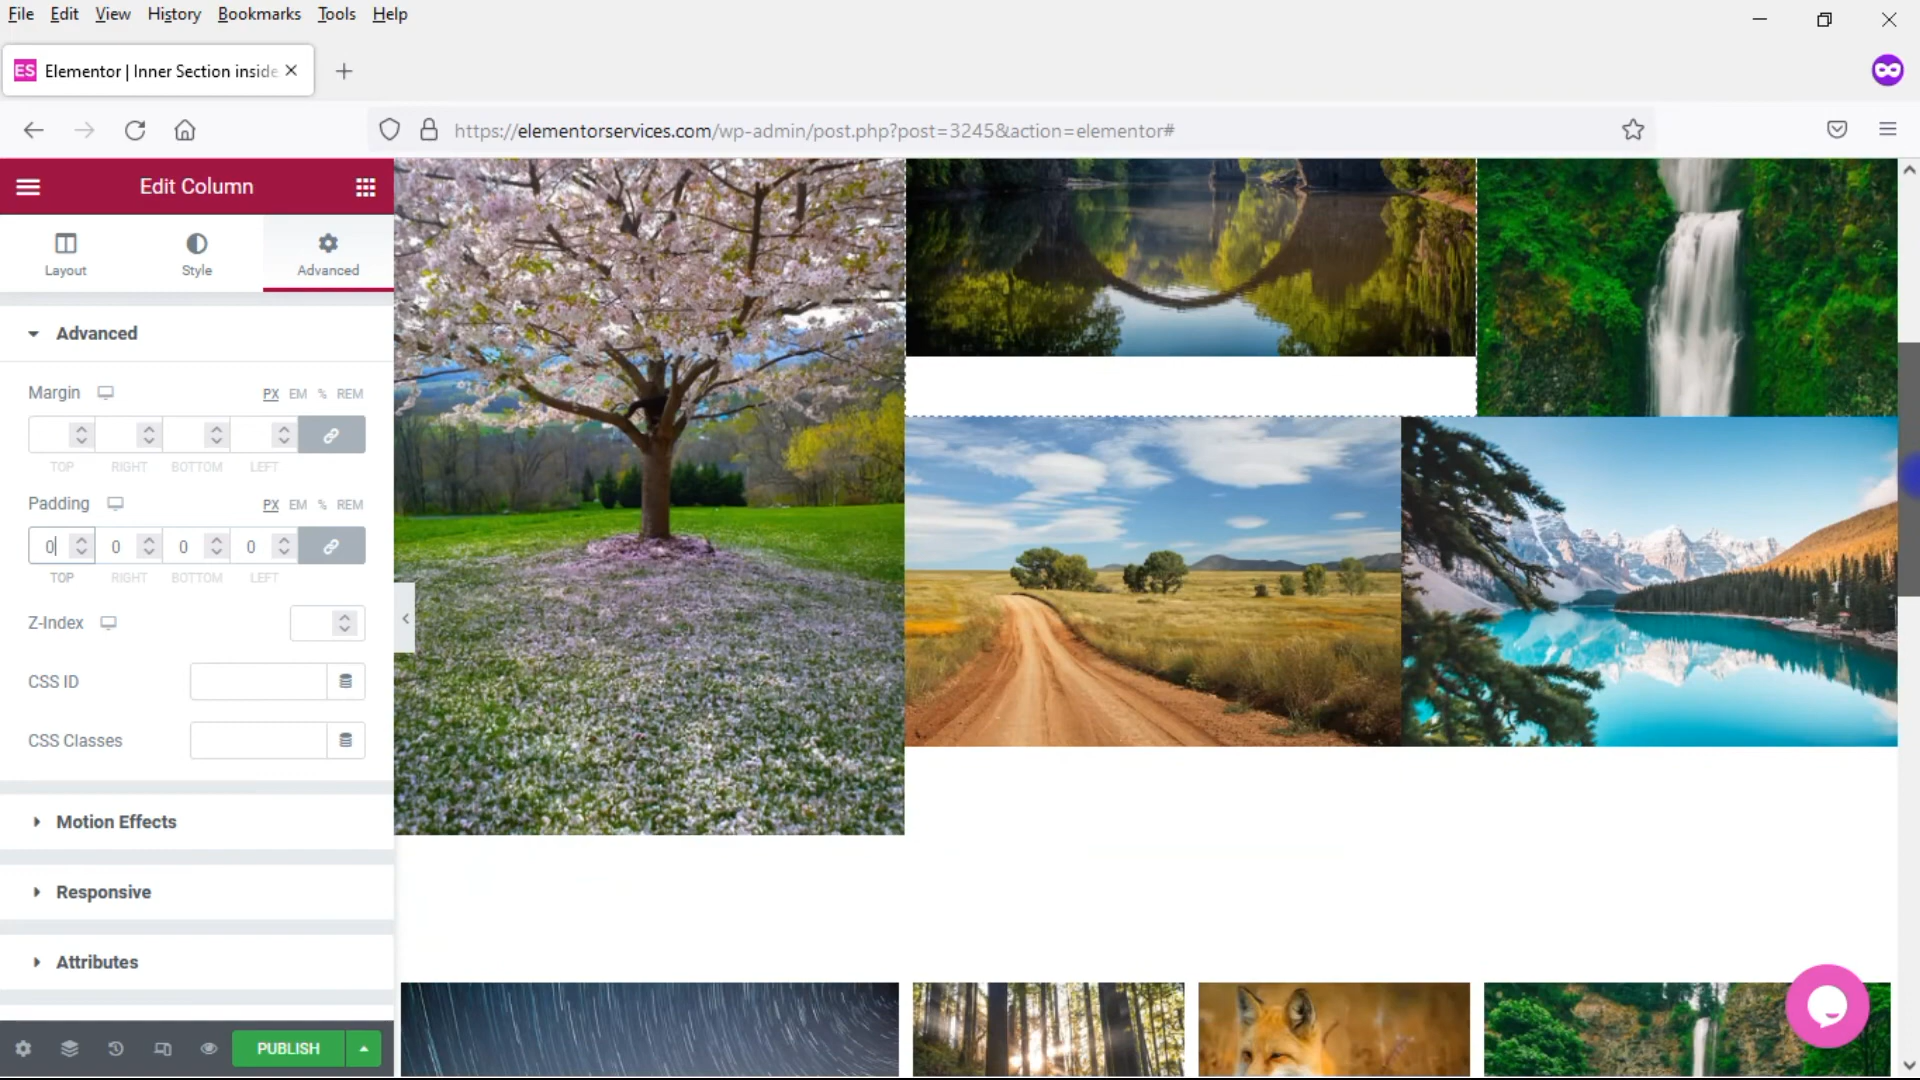 File Edit View History Bookmarks Tools Help
ES Elementor | Inner Section inside
https://elementorservices.com/wp-admin/post.php?post=3245&action=elementor#
Edit Column
Layout Style Advanced
Advanced
Margin PX EM % REM
TOP RIGHT BOTTOM LEFT
Padding PX EM % REM
0 0 0 0
TOP RIGHT BOTTOM LEFT
Z-Index
CSS ID
CSS Classes
Motion Effects
Responsive
Attributes
PUBLISH